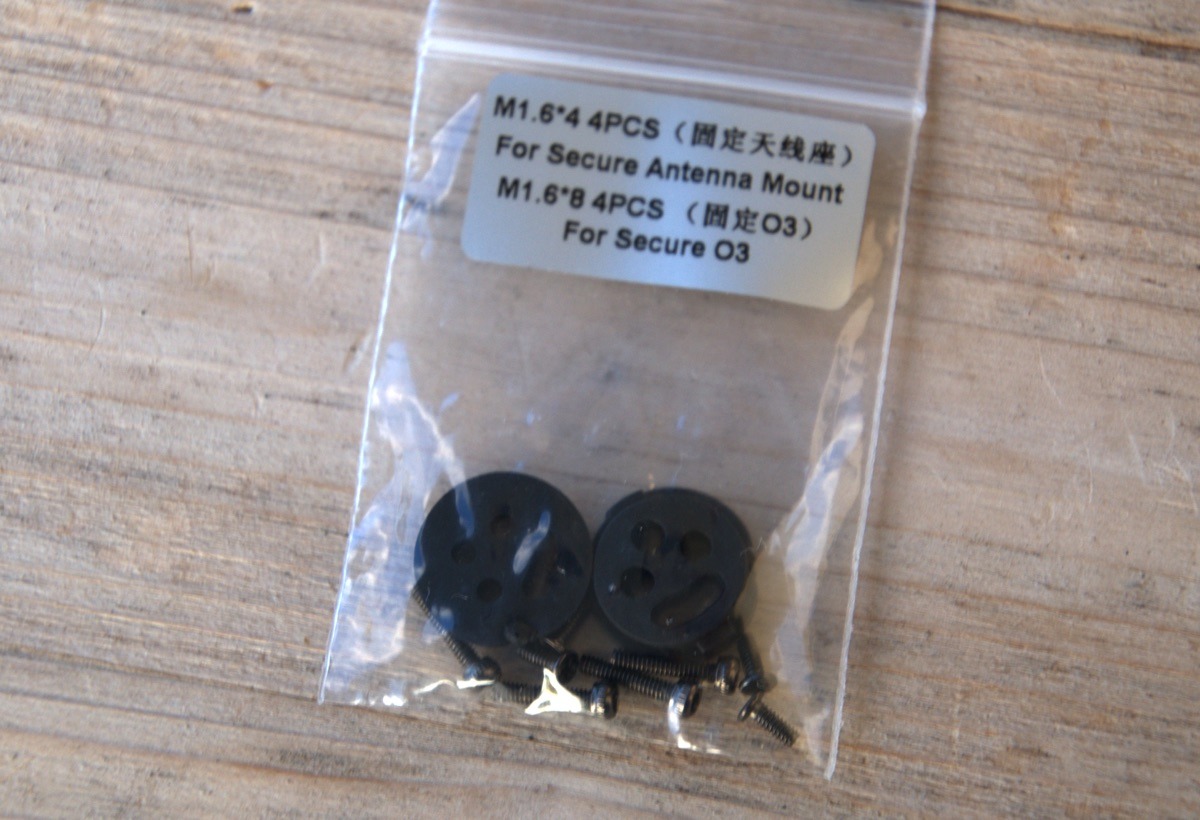 M1.6*4 4PCS（固定天线座）
For Secure Antenna Mount
M1.6*8 4PCS （固定O3）
For Secure O3